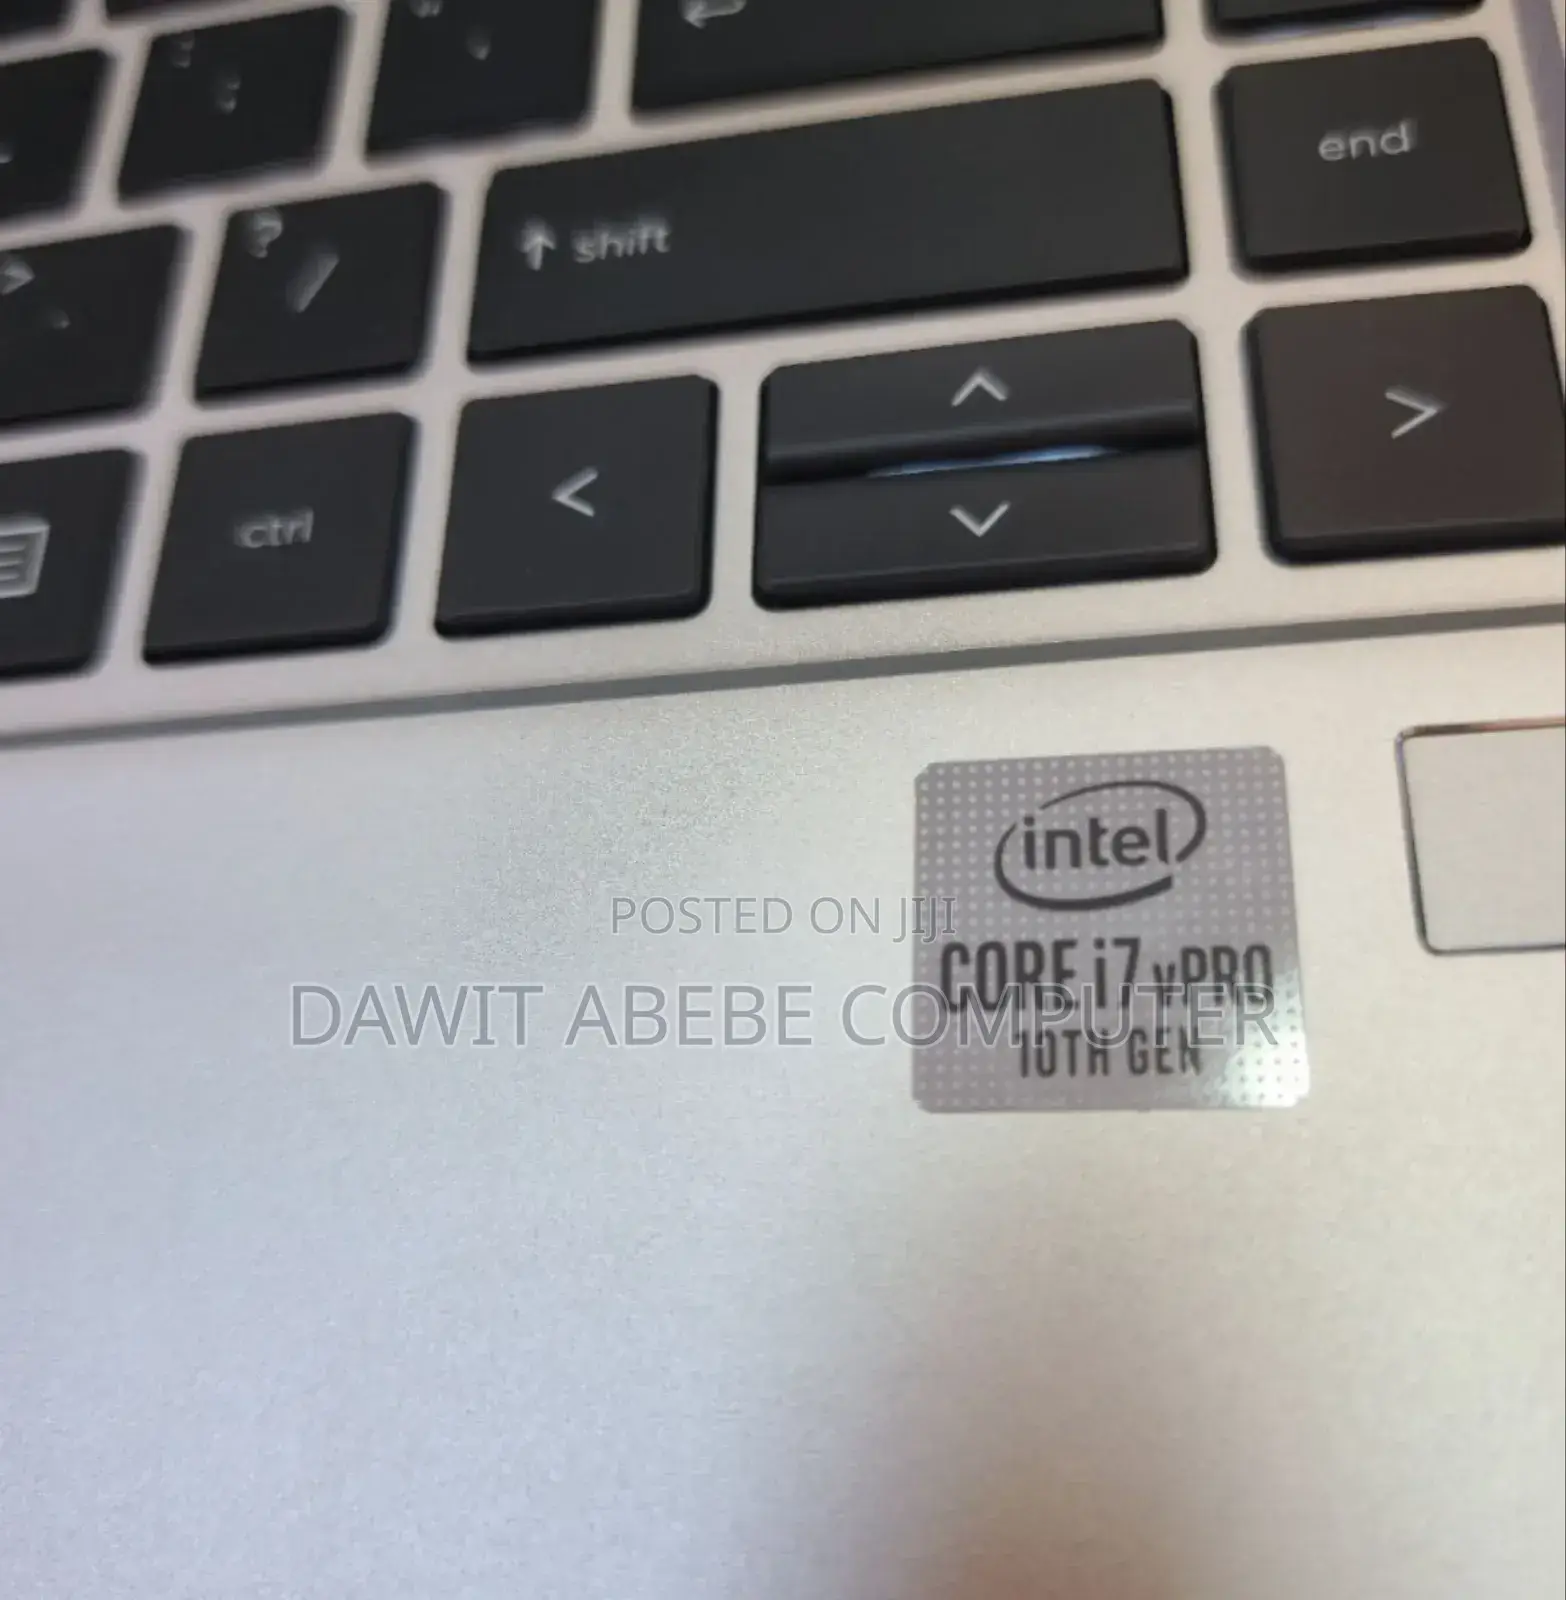 end
? /
shift
ctrl
intel
CORE i7 vPRO
10TH GEN
POSTED ON JIJI
DAWIT ABEBE COMPUTER